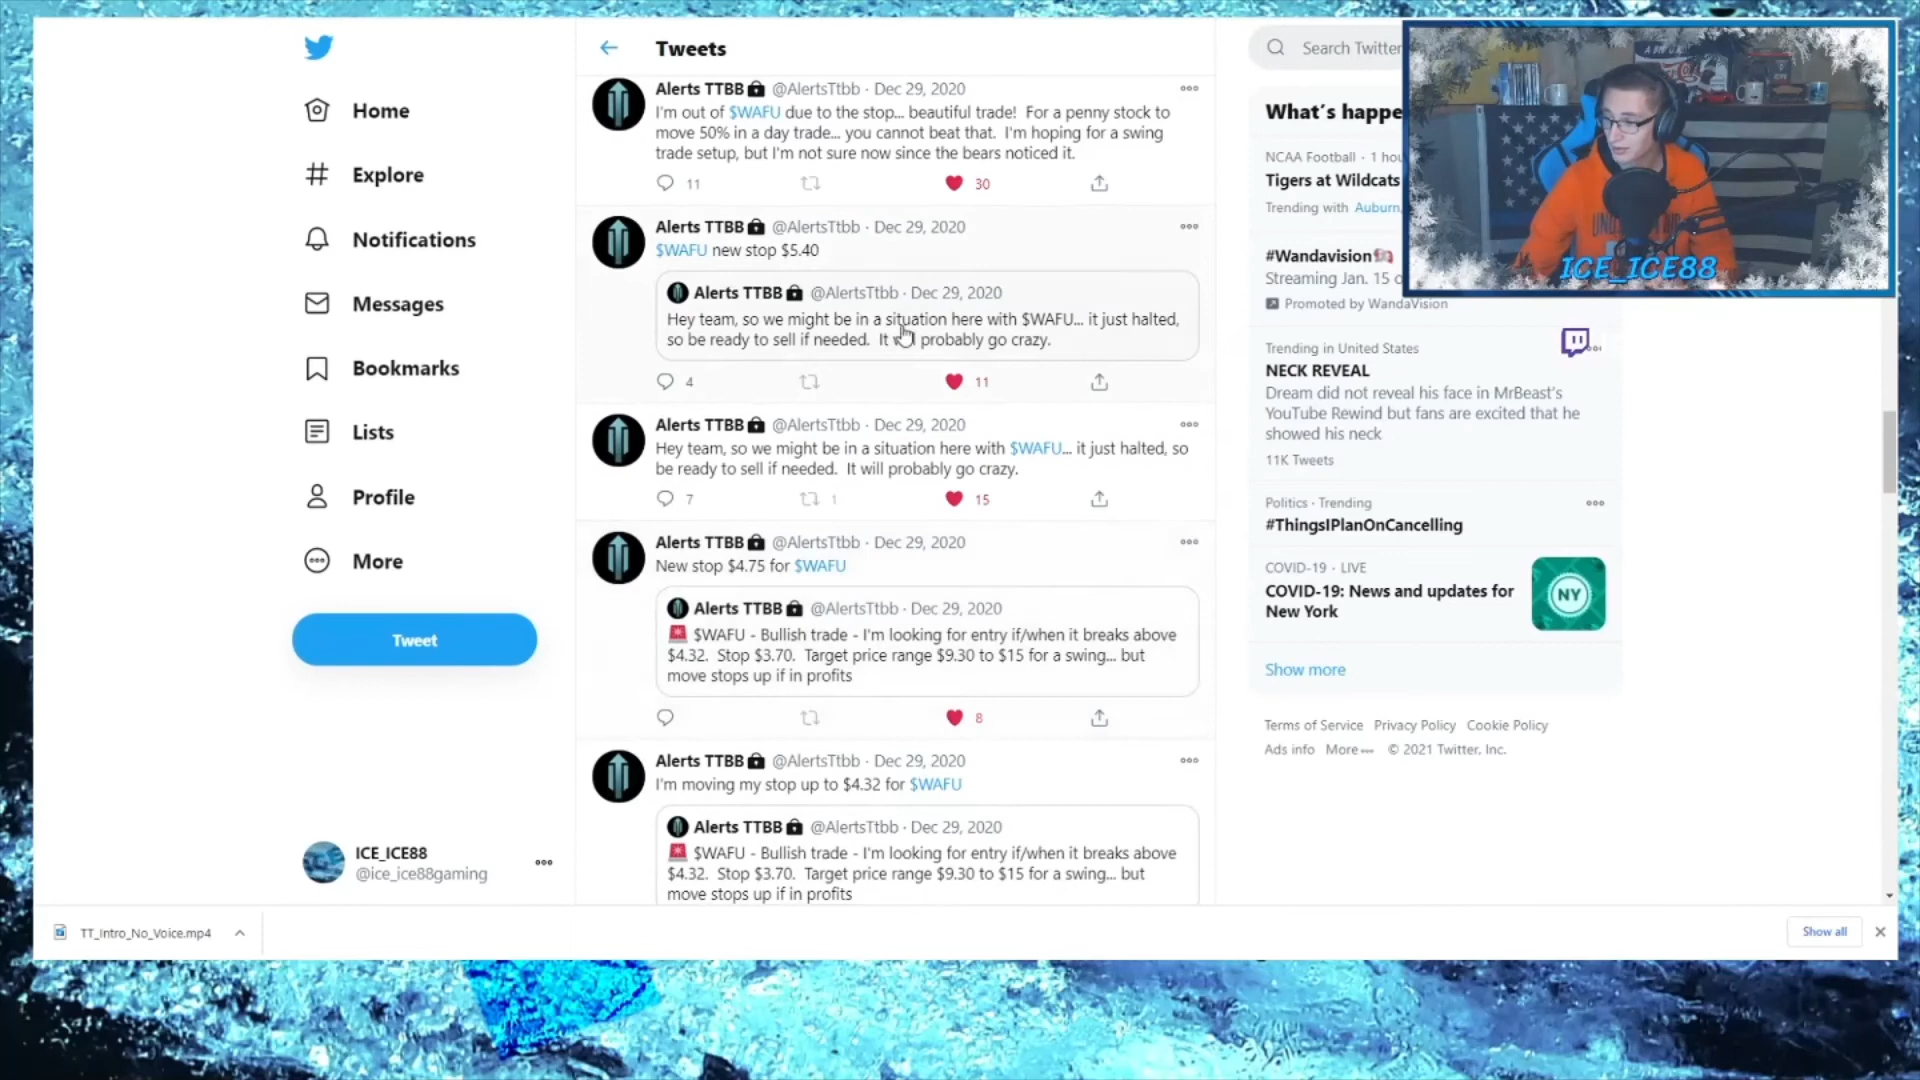 Home
Explore
Notifications
Messages
Bookmarks
Lists
Profile
More
Tweet
ICE_ICE88
@ice_ice88gaming
Tweets
Alerts TTBB @AlertsTtbb · Dec 29, 2020
I'm out of $WAFU due to the stop... beautiful trade! For a penny stock to
move 50% in a day trade... you cannot beat that. I'm hoping for a swing
trade setup, but I'm not sure now since the bears noticed it.
11 30
Alerts TTBB @AlertsTtbb · Dec 29, 2020
$WAFU new stop $5.40
Alerts TTBB @AlertsTtbb · Dec 29, 2020
Hey team, so we might be in a situation here with $WAFU... it just halted,
so be ready to sell if needed. It probably go crazy.
4 11
Alerts TTBB @AlertsTtbb · Dec 29, 2020
Hey team, so we might be in a situation here with $WAFU... it just halted, so
be ready to sell if needed. It will probably go crazy.
7 1 15
Alerts TTBB @AlertsTtbb · Dec 29, 2020
New stop $4.75 for $WAFU
Alerts TTBB @AlertsTtbb · Dec 29, 2020
$WAFU - Bullish trade - I'm looking for entry if/when it breaks above
$4.32. Stop $3.70. Target price range $9.30 to $15 for a swing... but
move stops up if in profits
8
Alerts TTBB @AlertsTtbb · Dec 29, 2020
I'm moving my stop up to $4.32 for $WAFU
Alerts TTBB @AlertsTtbb · Dec 29, 2020
$WAFU - Bullish trade - I'm looking for entry if/when it breaks above
$4.32. Stop $3.70. Target price range $9.30 to $15 for a swing... but
move stops up if in profits
Search Twitter
What's happe
NCAA Football · 1 hou
Tigers at Wildcats
Trending with Auburn,
#Wandavision
Streaming Jan. 15 o
Promoted by WandaVision
Trending in United States
NECK REVEAL
Dream did not reveal his face in MrBeast's
YouTube Rewind but fans are excited that he
showed his neck
11K Tweets
Politics · Trending
#ThingsIPlanOnCancelling
COVID-19 · LIVE
COVID-19: News and updates for
New York
NY
Show more
Terms of Service Privacy Policy Cookie Policy
Ads info More © 2021 Twitter, Inc.
ICE_ICE88
TT_Intro_No_Voice.mp4
Show all